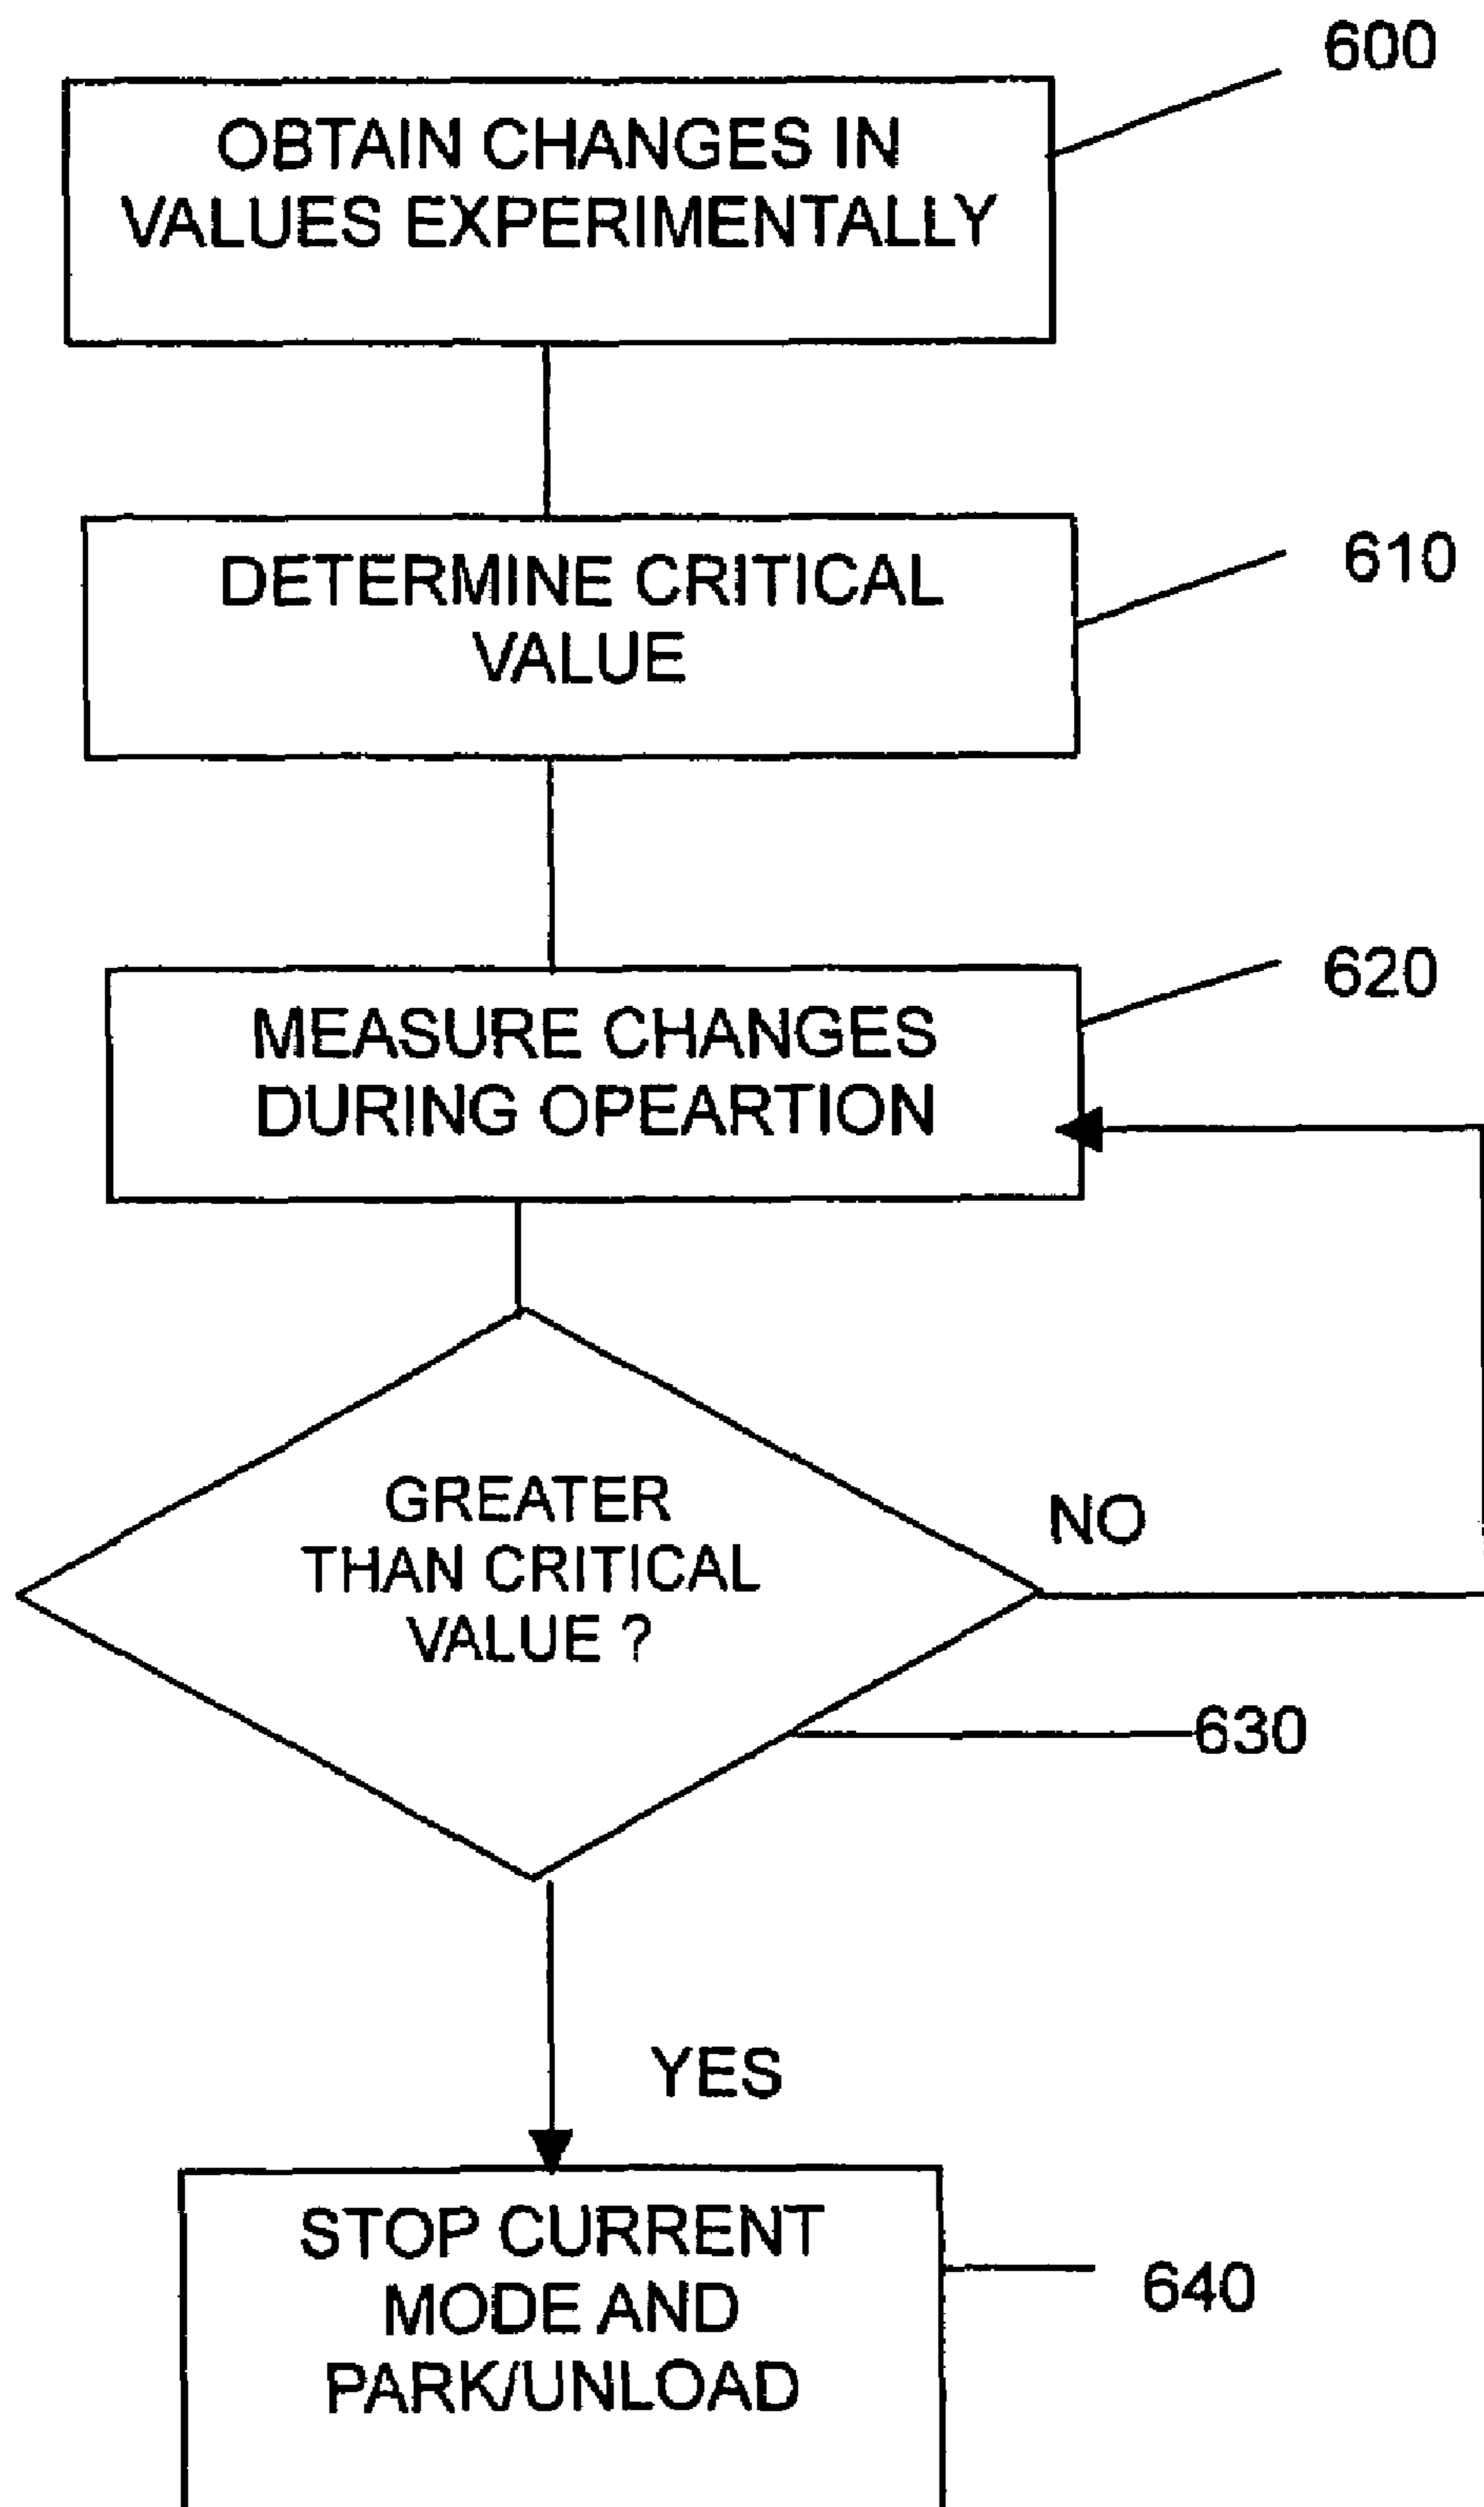 600
OBTAIN CHANGES IN
VALUES EXPERIMENTALLY
610
DETERMINE CRITICAL
VALUE
620
MEASURE CHANGES
DURING OPEARTION
GREATER
THAN CRITICAL
VALUE ?
NO
630
YES
STOP CURRENT
MODE AND
PARK/UNLOAD
640